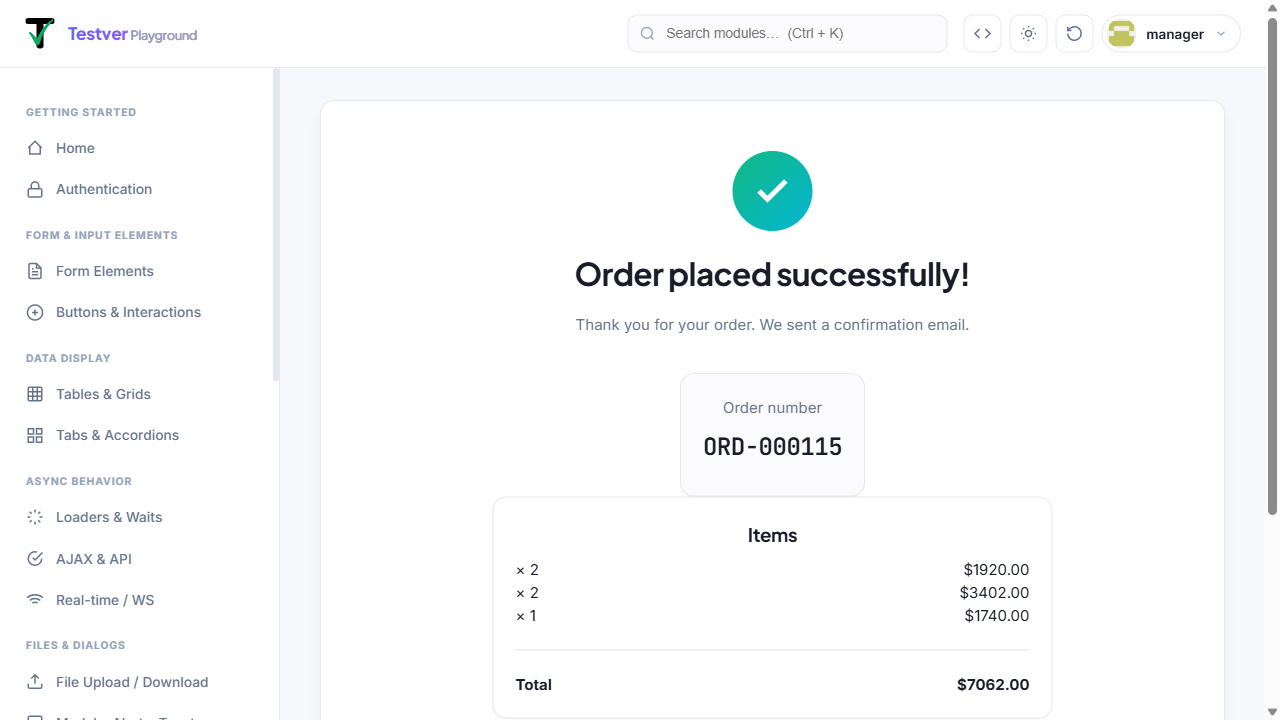 Testver Playground
Search modules... (Ctrl + K)
manager
GETTING STARTED
Home
Authentication
FORM & INPUT ELEMENTS
Form Elements
Buttons & Interactions
DATA DISPLAY
Tables & Grids
Tabs & Accordions
ASYNC BEHAVIOR
Loaders & Waits
AJAX & API
Real-time / WS
FILES & DIALOGS
File Upload / Download
Order placed successfully!
Thank you for your order. We sent a confirmation email.
Order number
ORD-000115
Items
× 2 $1920.00
× 2 $3402.00
× 1 $1740.00
Total $7062.00